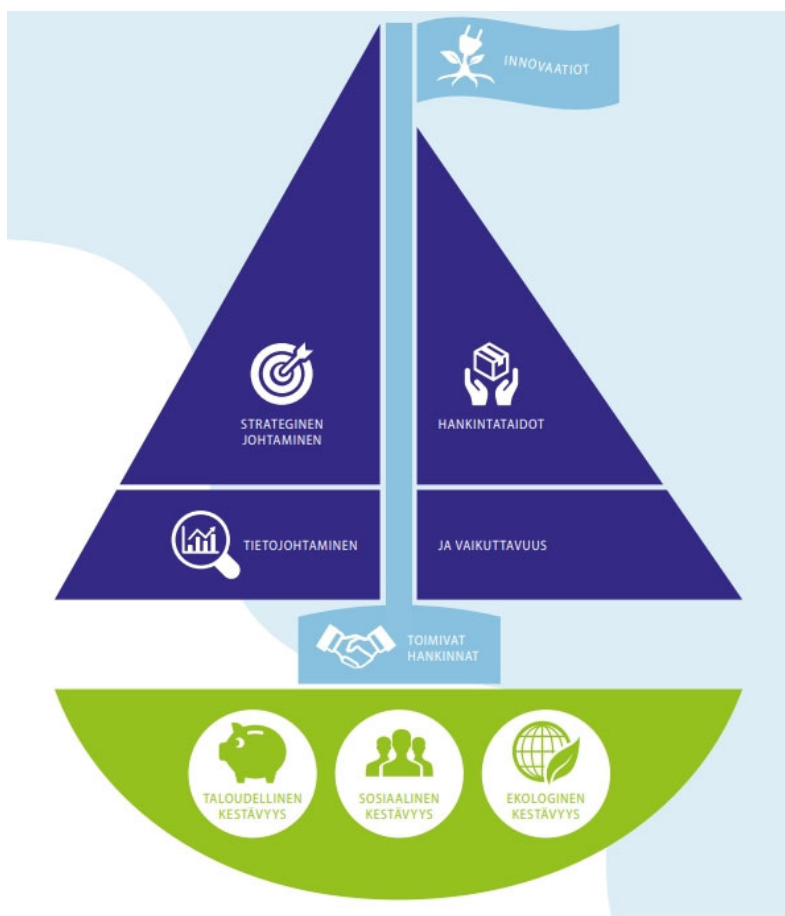 INNOVAATIOT
STRATEGINEN
JOHTAMINEN
HANKINTATAIDOT
TIETOJOHTAMINEN
JA VAIKUTTAVUUS
TOIMIVAT
HANKINNAT
TALOUDELLINEN
KESTÄVYYS
SOSIAALINEN
KESTÄVYYS
EKOLOGINEN
KESTÄVYYS